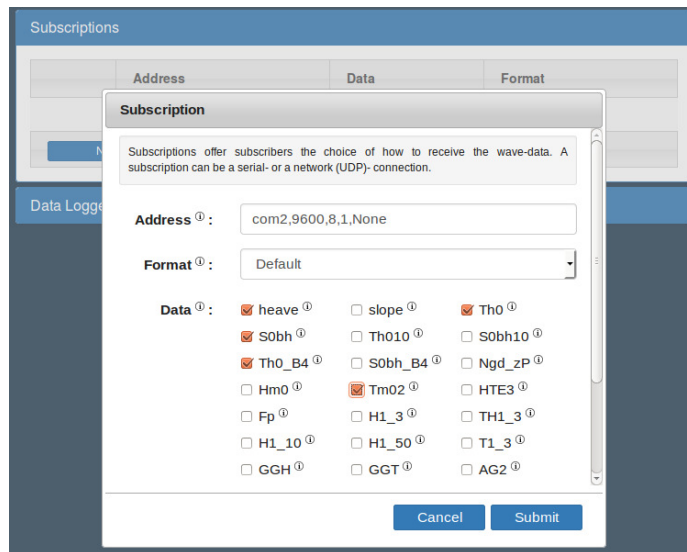 Subscriptions
Address Data Format
Subscription
N
Subscriptions offer subscribers the choice of how to receive the wave-data. A
subscription can be a serial- or a network (UDP)- connection.
Data Logge
Address ⓘ : com2,9600,8,1,None
Format ⓘ : Default
Data ⓘ : heave ⓘ slope ⓘ Th0 ⓘ
S0bh ⓘ Th010 ⓘ S0bh10 ⓘ
Th0_B4 ⓘ S0bh_B4 ⓘ Ngd_zP ⓘ
Hm0 ⓘ Tm02 ⓘ HTE3 ⓘ
Fp ⓘ H1_3 ⓘ TH1_3 ⓘ
H1_10 ⓘ H1_50 ⓘ T1_3 ⓘ
GGH ⓘ GGT ⓘ AG2 ⓘ
Cancel Submit